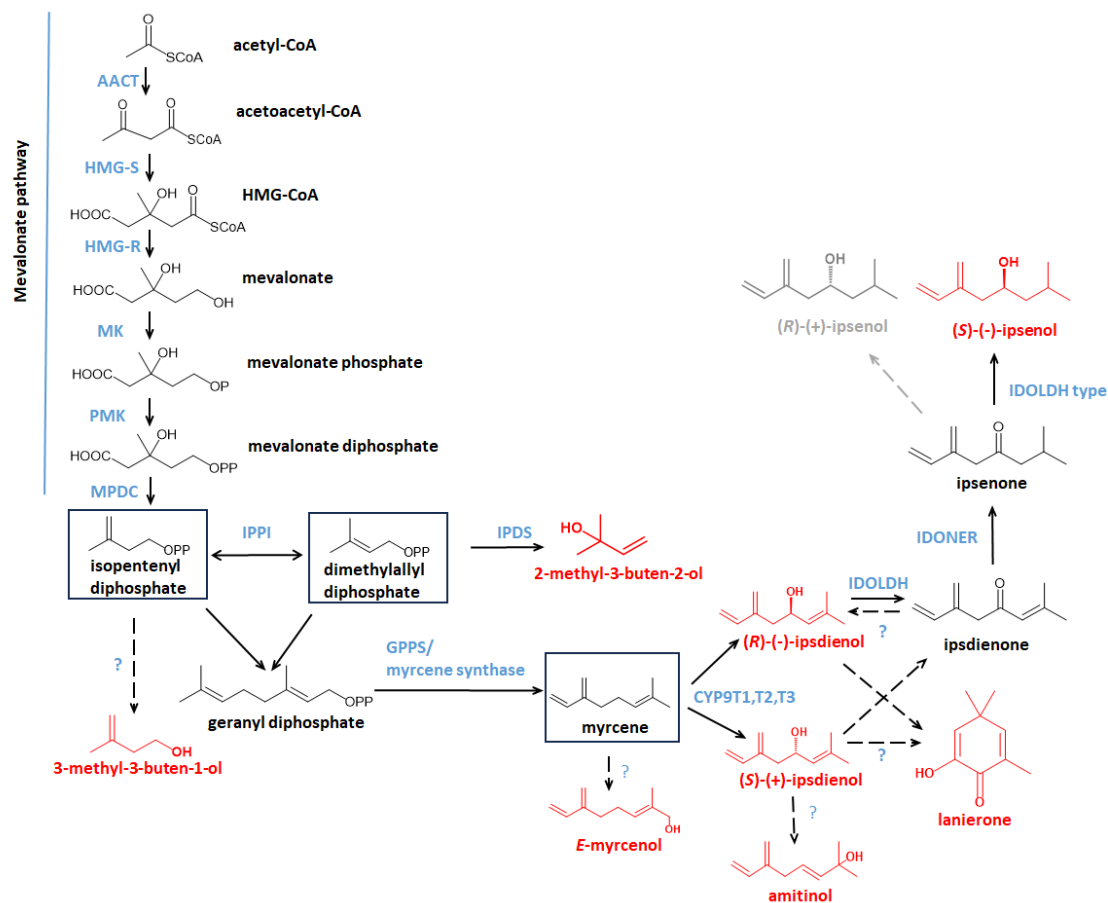 Mevalonate pathway
O
SCoA
acetyl-CoA
AACT
O
O
SCoA
acetoacetyl-CoA
HMG-S
OH
O
HOOC
SCoA
HMG-CoA
HMG-R
OH
HOOC
OH
mevalonate
MK
OH
HOOC
OP
mevalonate phosphate
PMK
OH
HOOC
OPP
mevalonate diphosphate
MPDC
OPP
isopentenyl
diphosphate
IPPI
OPP
dimethylallyl
diphosphate
IPDS
HO
2-methyl-3-buten-2-ol
?
OH
3-methyl-3-buten-1-ol
OPP
geranyl diphosphate
GPPS/
myrcene synthase
myrcene
?
OH
E-myrcenol
CYP9T1,T2,T3
OH
(R)-(-)-ipsdienol
OH
(S)-(+)-ipsdienol
?
OH
amitinol
IDOLDH
?
O
ipsdienone
?
HO
O
lanierone
IDONER
O
ipsenone
IDOLDH type
OH
(R)-(+)-ipsenol
OH
(S)-(-)-ipsenol